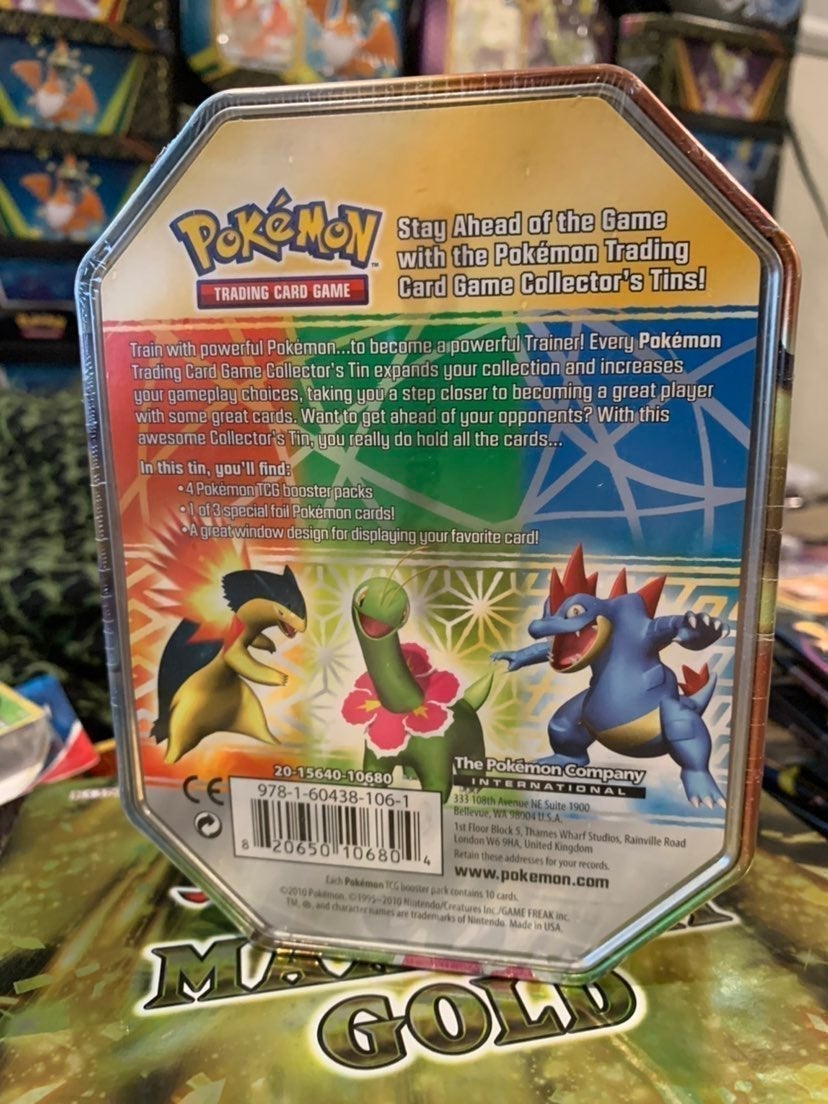 POKéMON
TRADING CARD GAME
Stay Ahead of the Game
with the Pokémon Trading
Card Game Collector's Tins!
Train with powerful Pokémon...to become a powerful Trainer! Every Pokémon
Trading Card Game Collector's Tin expands your collection and increases
your gameplay choices, taking you a step closer to becoming a great player
with some great cards. Want to get ahead of your opponents? With this
awesome Collector's Tin, you really do hold all the cards...
In this tin, you'll find:
• 4 Pokémon TCG booster packs
• 1 of 3 special foil Pokémon cards!
• A great window design for displaying your favorite card!
20-15640-10680
CE
978-1-60438-106-1
8 20650 10680 4
The Pokémon Company
INTERNATIONAL
333 108th Avenue NE Suite 1900
Bellevue, WA 98004 U.S.A.
1st Floor Block 5, Thames Wharf Studios, Rainville Road
London W6 9HA, United Kingdom
Retain these addresses for your records.
www.pokemon.com
Each Pokémon TCG booster pack contains 10 cards.
©2010 Pokémon. ©1995–2010 Nintendo/Creatures Inc./GAME FREAK inc.
TM, ®, and character names are trademarks of Nintendo. Made in USA.
GOLD